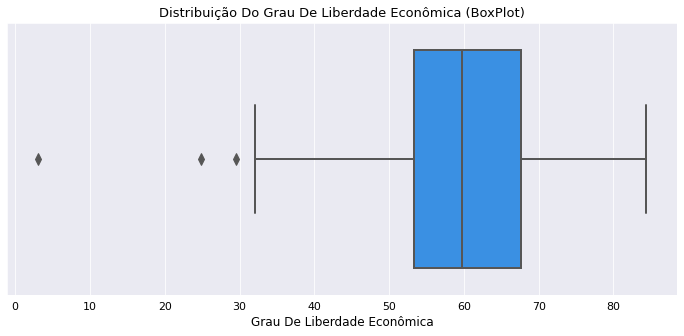 Distribuição Do Grau De Liberdade Econômica (BoxPlot)
0 10 20 30 40 50 60 70 80
Grau De Liberdade Econômica